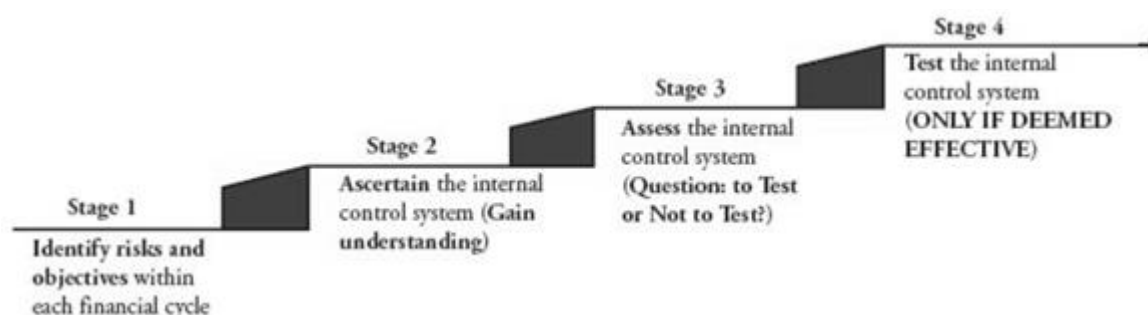 Stage 1
Identify risks and
objectives within
each financial cycle
Stage 2
Ascertain the internal
control system (Gain
understanding)
Stage 3
Assess the internal
control system
(Question: to Test
or Not to Test?)
Stage 4
Test the internal
control system
(ONLY IF DEEMED
EFFECTIVE)